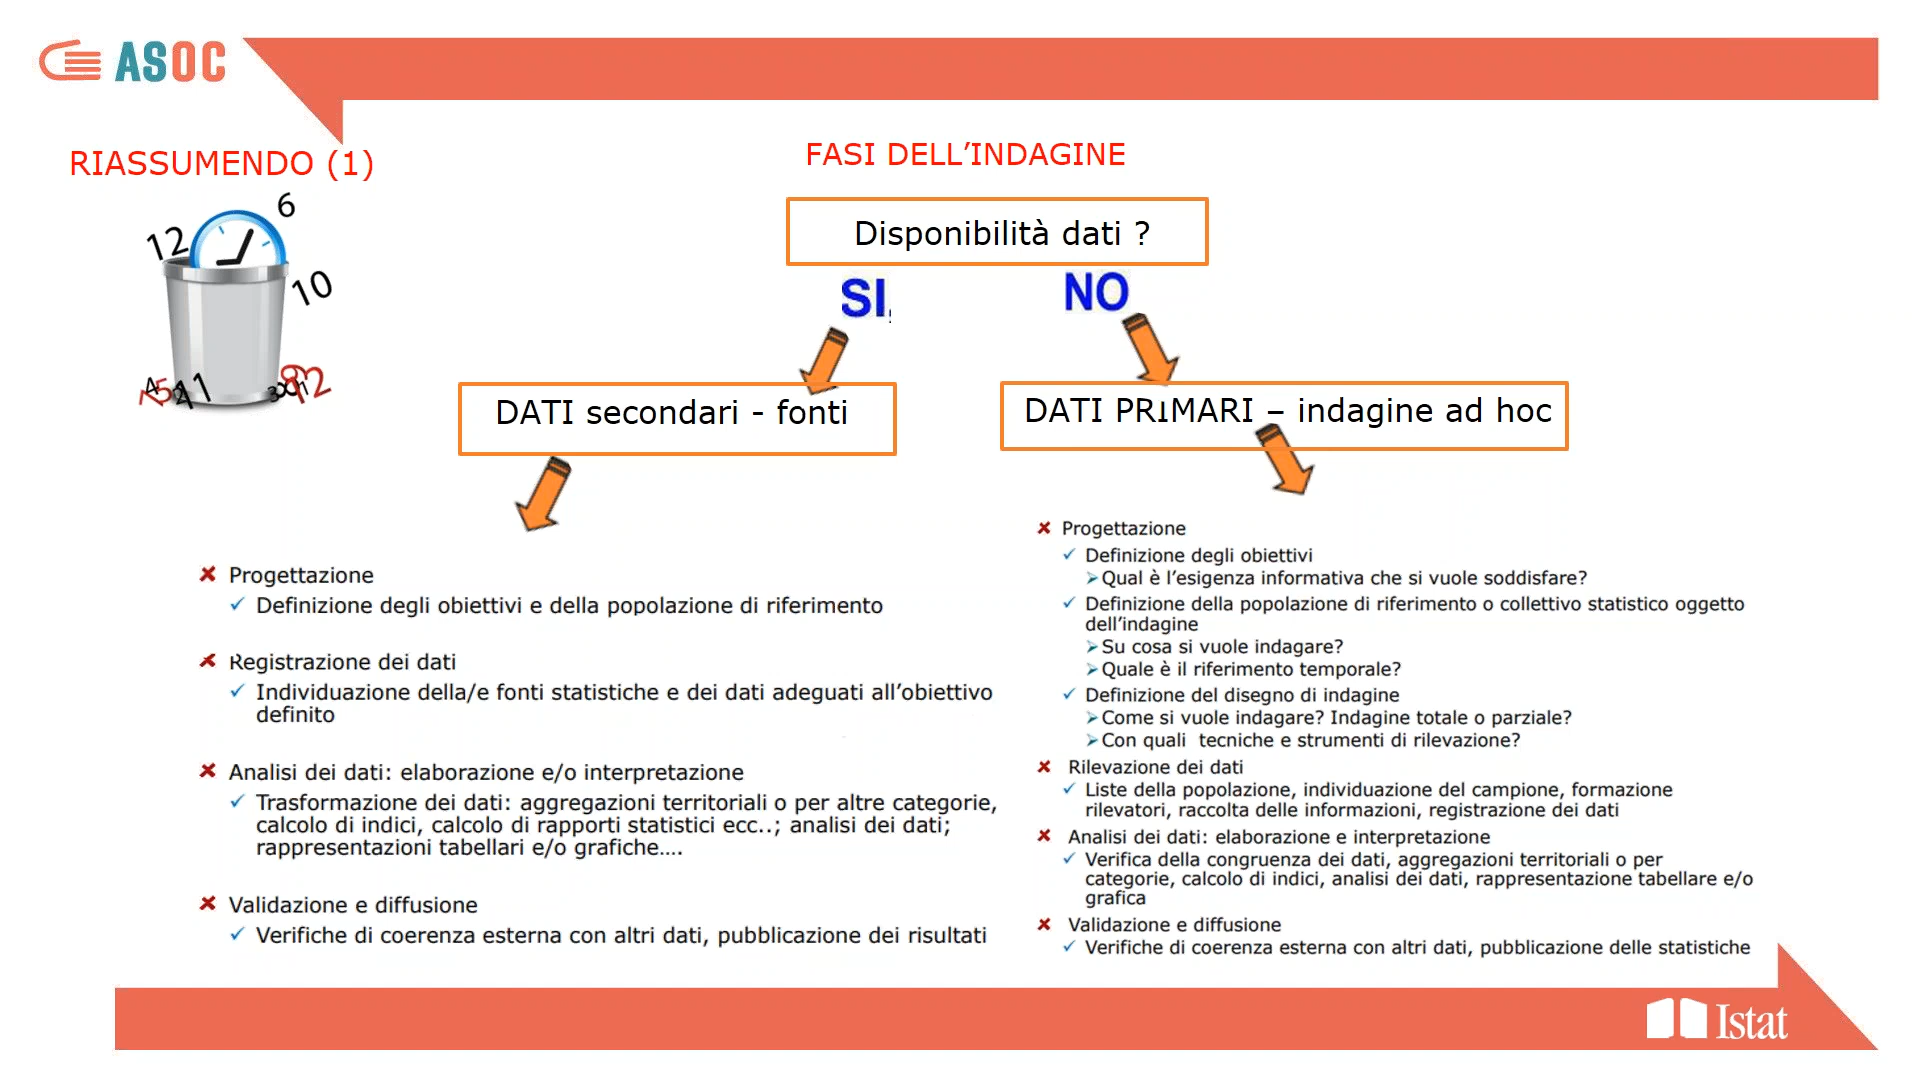 ASOC
RIASSUMENDO (1)
FASI DELL’INDAGINE
12
6
10
Disponibilità dati ?
SI
NO
DATI secondari - fonti
DATI PRIMARI – indagine ad hoc
Progettazione
Definizione degli obiettivi e della popolazione di riferimento
Registrazione dei dati
Individuazione della/e fonti statistiche e dei dati adeguati all’obiettivo
definito
Analisi dei dati: elaborazione e/o interpretazione
Trasformazione dei dati: aggregazioni territoriali o per altre categorie,
calcolo di indici, calcolo di rapporti statistici ecc..; analisi dei dati;
rappresentazioni tabellari e/o grafiche....
Validazione e diffusione
Verifiche di coerenza esterna con altri dati, pubblicazione dei risultati
Progettazione
Definizione degli obiettivi
Qual è l’esigenza informativa che si vuole soddisfare?
Definizione della popolazione di riferimento o collettivo statistico oggetto
dell’indagine
Su cosa si vuole indagare?
Quale è il riferimento temporale?
Definizione del disegno di indagine
Come si vuole indagare? Indagine totale o parziale?
Con quali tecniche e strumenti di rilevazione?
Rilevazione dei dati
Liste della popolazione, individuazione del campione, formazione
rilevatori, raccolta delle informazioni, registrazione dei dati
Analisi dei dati: elaborazione e interpretazione
Verifica della congruenza dei dati, aggregazioni territoriali o per
categorie, calcolo di indici, analisi dei dati, rappresentazione tabellare e/o
grafica
Validazione e diffusione
Verifiche di coerenza esterna con altri dati, pubblicazione delle statistiche
Istat